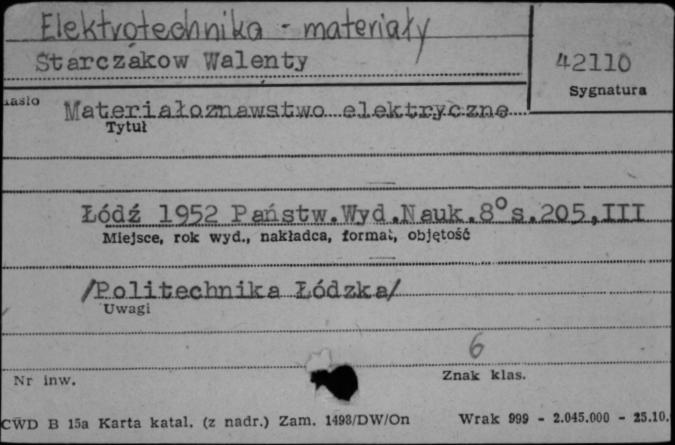 Elektrotechnika - materiały
Starczakow Walenty
42110
Sygnatura
hasło
Materiałoznawstwo elektryczne
Tytuł
Łódź 1952 Państw.Wyd.Nauk.8°s.205,III
Miejsce, rok wyd., nakładca, format, objętość
/Politechnika Łódzka/
Uwagi
6
Nr inw.
Znak klas.
CWD B 15a Karta katal. (z nadr.) Zam. 1493/DW/On Wrak 999 - 2.045.000 - 25.10.